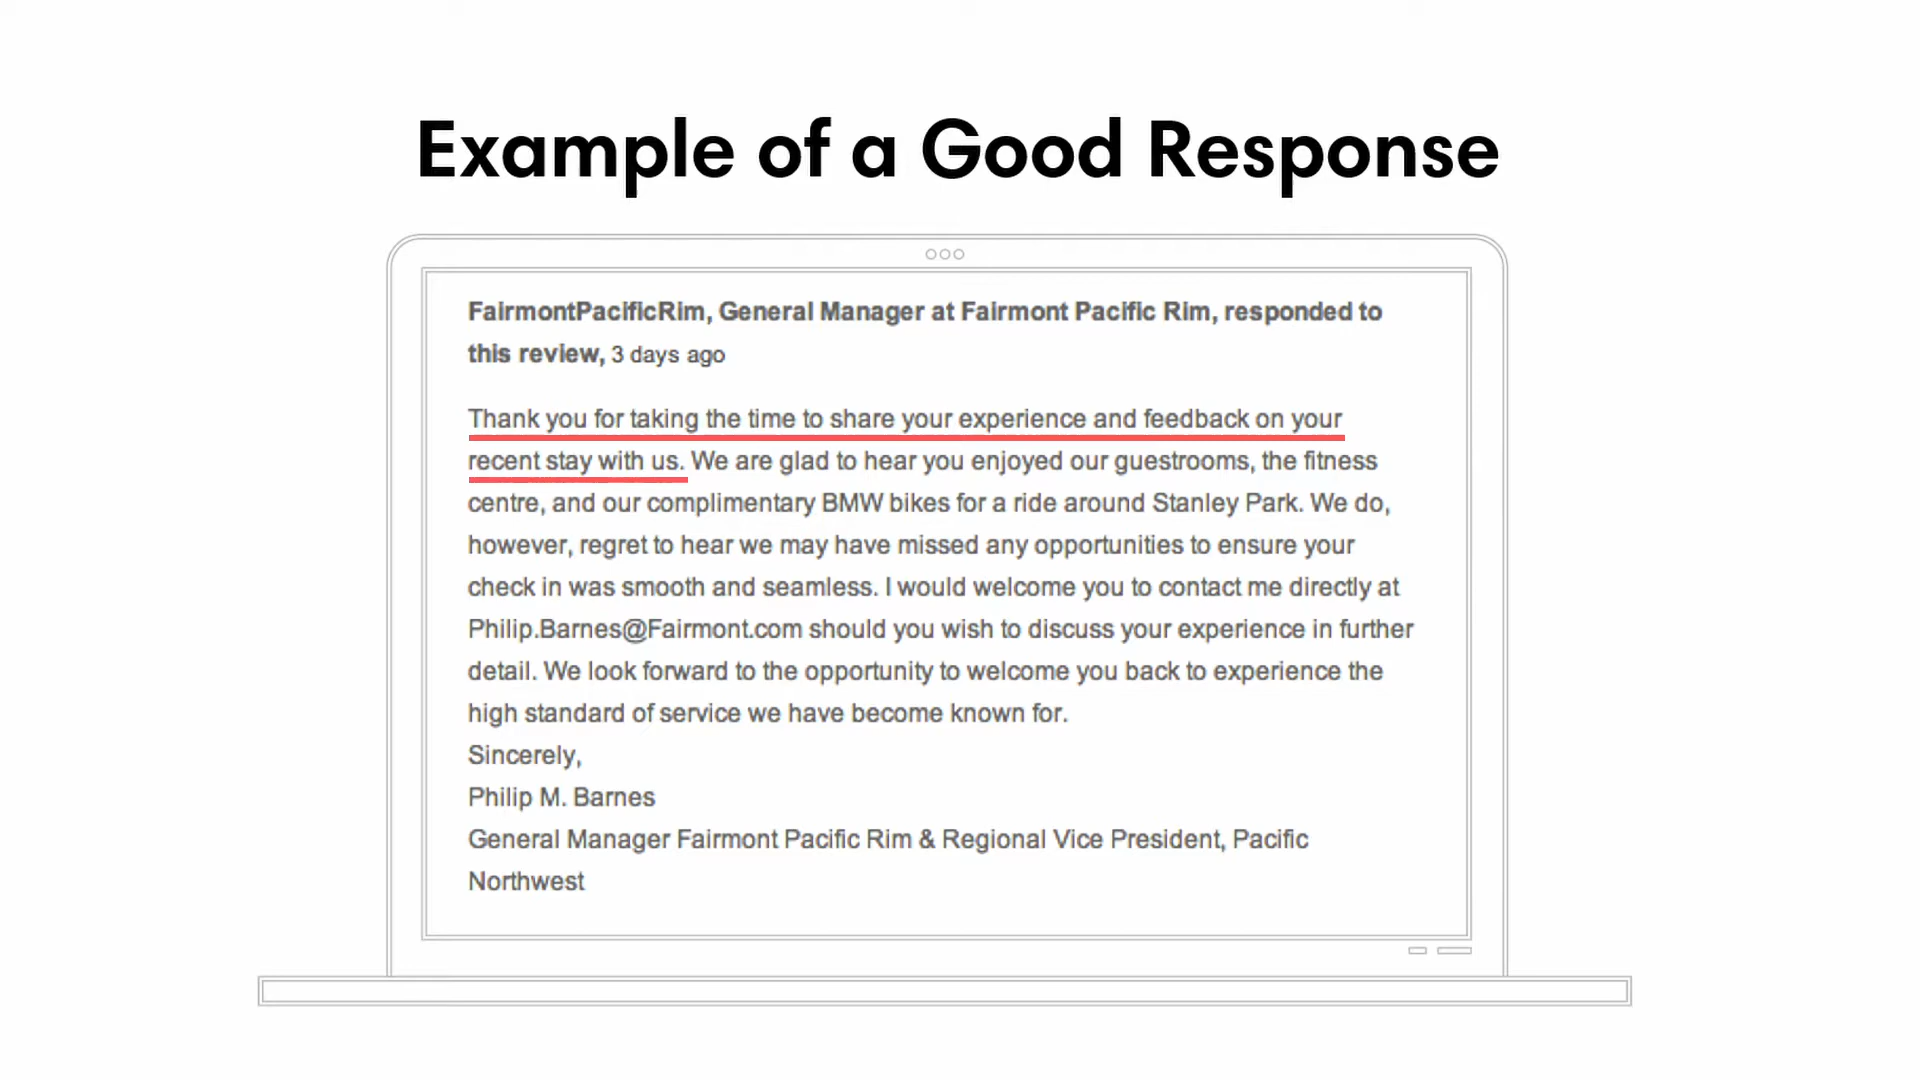 Example of a Good Response
FairmontPacificRim, General Manager at Fairmont Pacific Rim, responded to
this review, 3 days ago
Thank you for taking the time to share your experience and feedback on your
recent stay with us. We are glad to hear you enjoyed our guestrooms, the fitness
centre, and our complimentary BMW bikes for a ride around Stanley Park. We do,
however, regret to hear we may have missed any opportunities to ensure your
check in was smooth and seamless. I would welcome you to contact me directly at
Philip.Barnes@Fairmont.com should you wish to discuss your experience in further
detail. We look forward to the opportunity to welcome you back to experience the
high standard of service we have become known for.
Sincerely,
Philip M. Barnes
General Manager Fairmont Pacific Rim & Regional Vice President, Pacific
Northwest